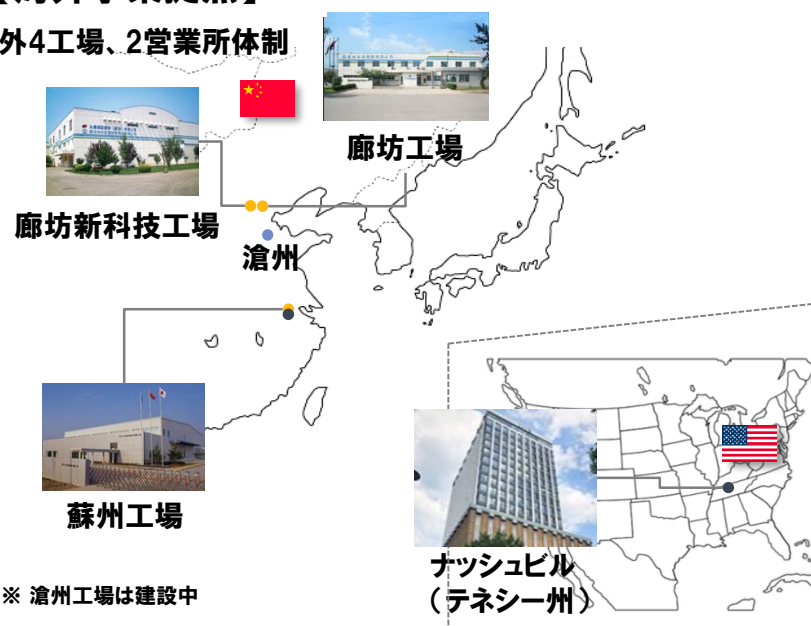 外4工場、2営業所体制
廊坊工場
廊坊新科技工場
滄州
蘇州工場
ナッシュビル
（テネシー州）
※ 滄州工場は建設中